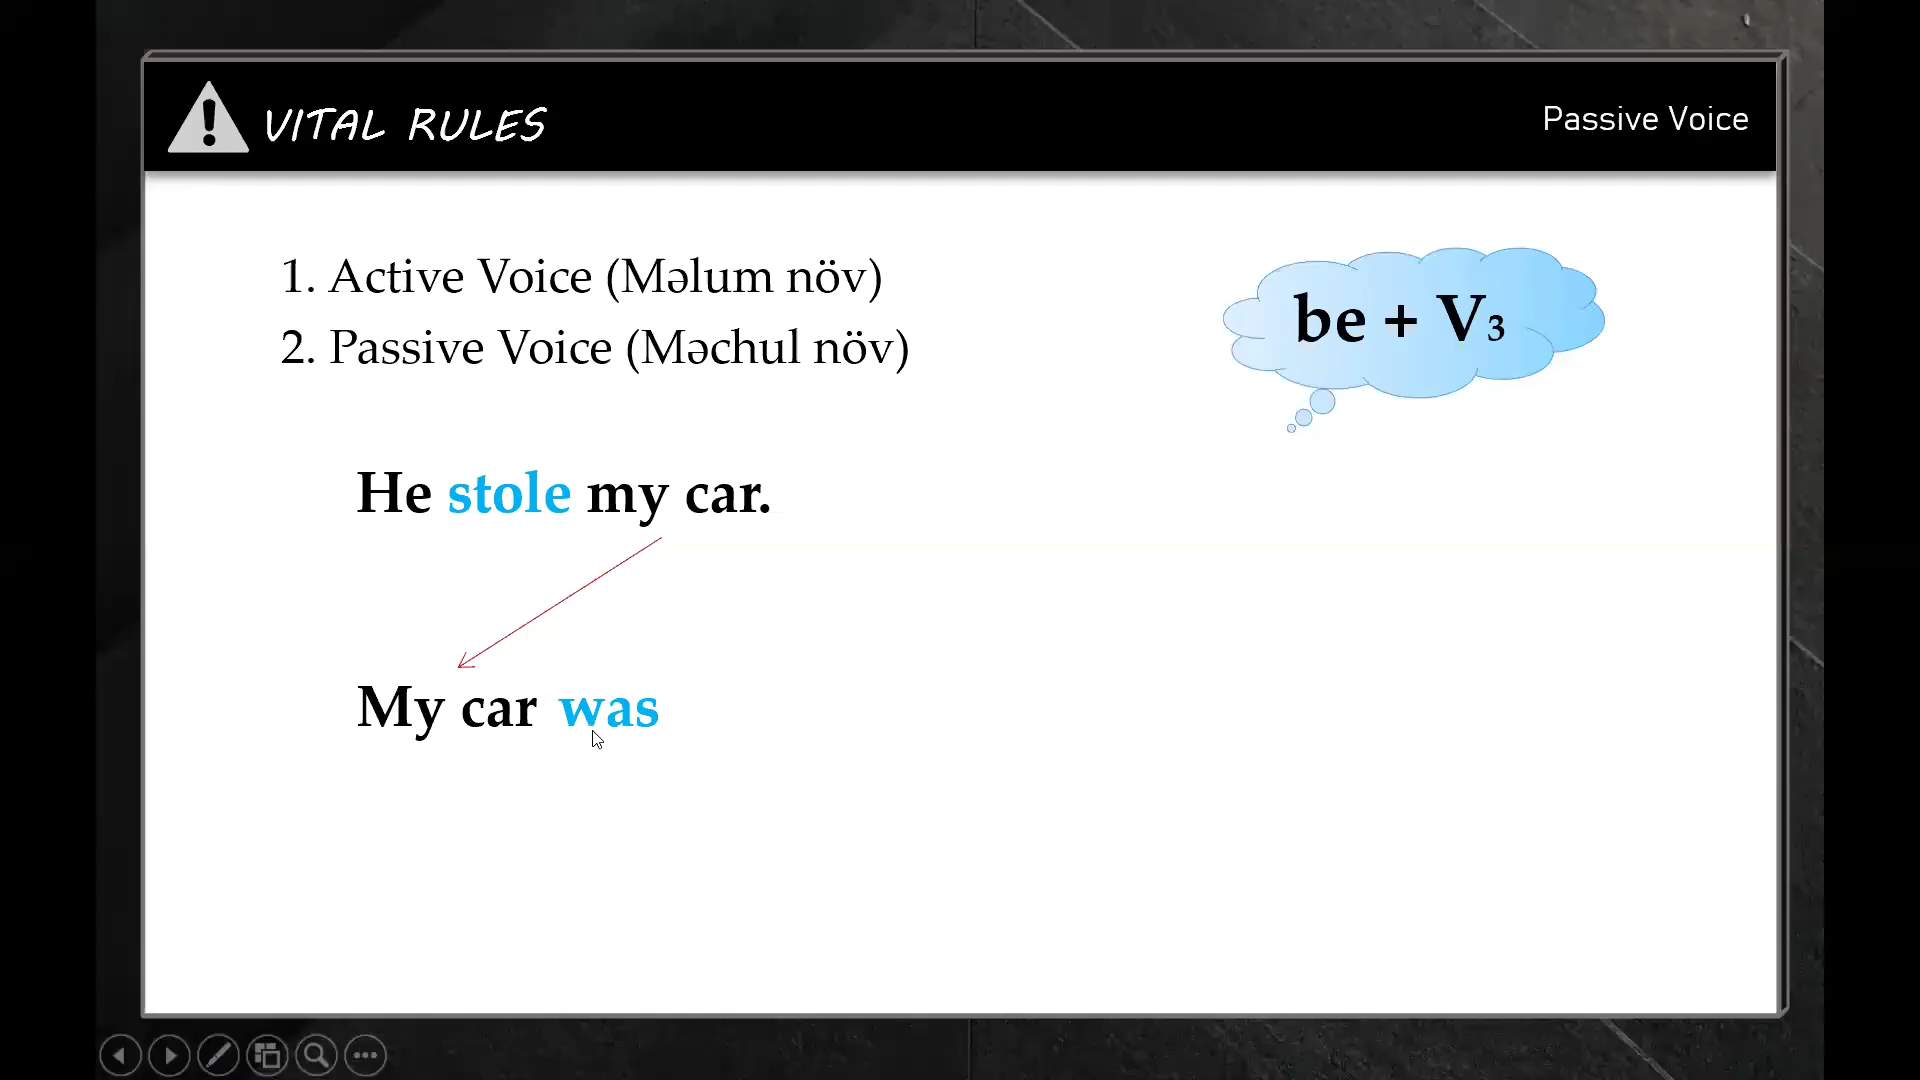 VITAL RULES
Passive Voice
1. Active Voice (Məlum növ)
2. Passive Voice (Məchul növ)
be + V₃
He stole my car.
My car was